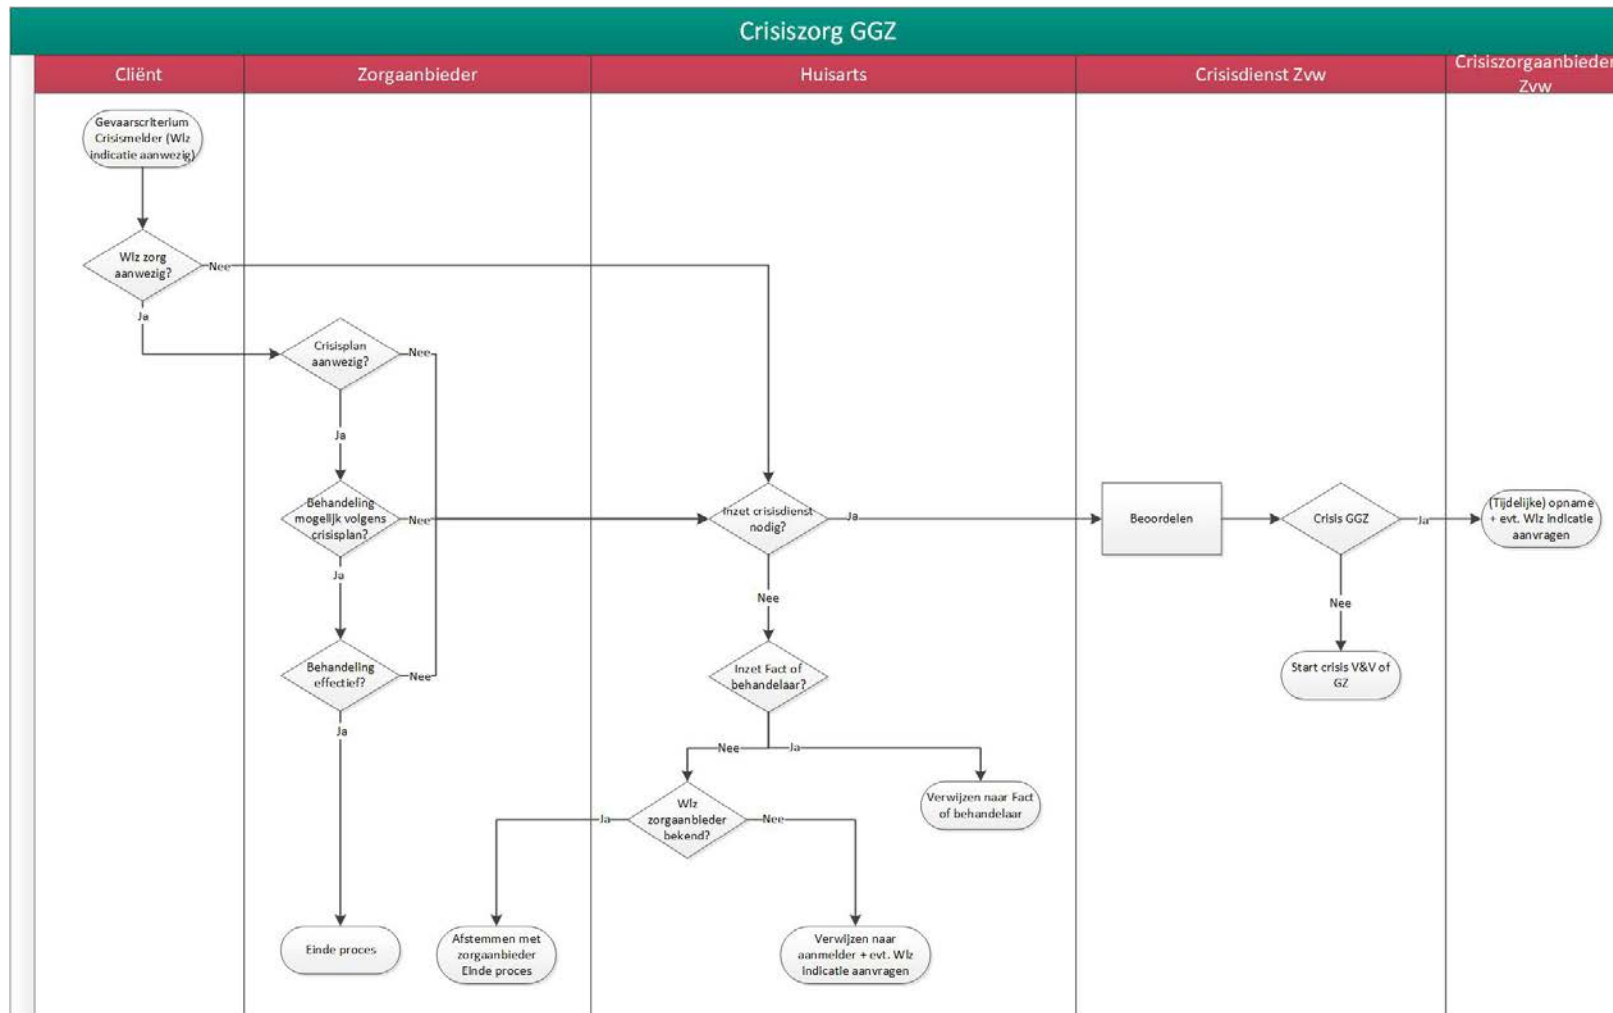 Crisiszorg GGZ
Cliënt
Zorgaanbieder
Huisarts
Crisisdienst Zvw
Crisiszorgaanbieder
Zvw
Gevaarscriterium
Crisismelder (Wlz
indicatie aanwezig)
Wlz zorg
aanwezig?
Nee
Ja
Crisisplan
aanwezig?
Nee
Ja
Behandeling
mogelijk volgens
crisisplan?
Nee
Ja
Behandeling
effectief?
Nee
Ja
Einde proces
Inzet crisisdienst
nodig?
Ja
Nee
Inzet Fact of
behandelaar?
Nee
Ja
Verwijzen naar Fact
of behandelaar
Wlz
zorgaanbieder
bekend?
Ja
Nee
Afstemmen met
zorgaanbieder
Einde proces
Verwijzen naar
aanmelder + evt. Wlz
indicatie aanvragen
Beoordelen
Crisis GGZ
Ja
Nee
Start crisis V&V of
GZ
(Tijdelijke) opname
+ evt. Wlz indicatie
aanvragen